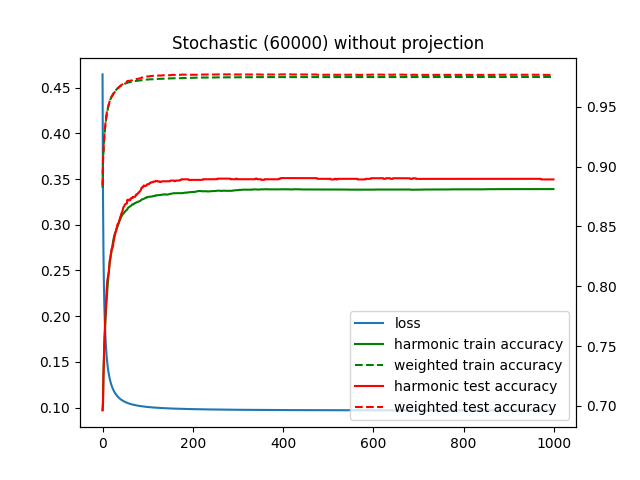 Stochastic (60000) without projection
0.45
0.40
0.35
0.30
0.25
0.20
0.15
0.10
0.95
0.90
0.85
0.80
0.75
0.70
loss
harmonic train accuracy
weighted train accuracy
harmonic test accuracy
weighted test accuracy
0 200 400 600 800 1000